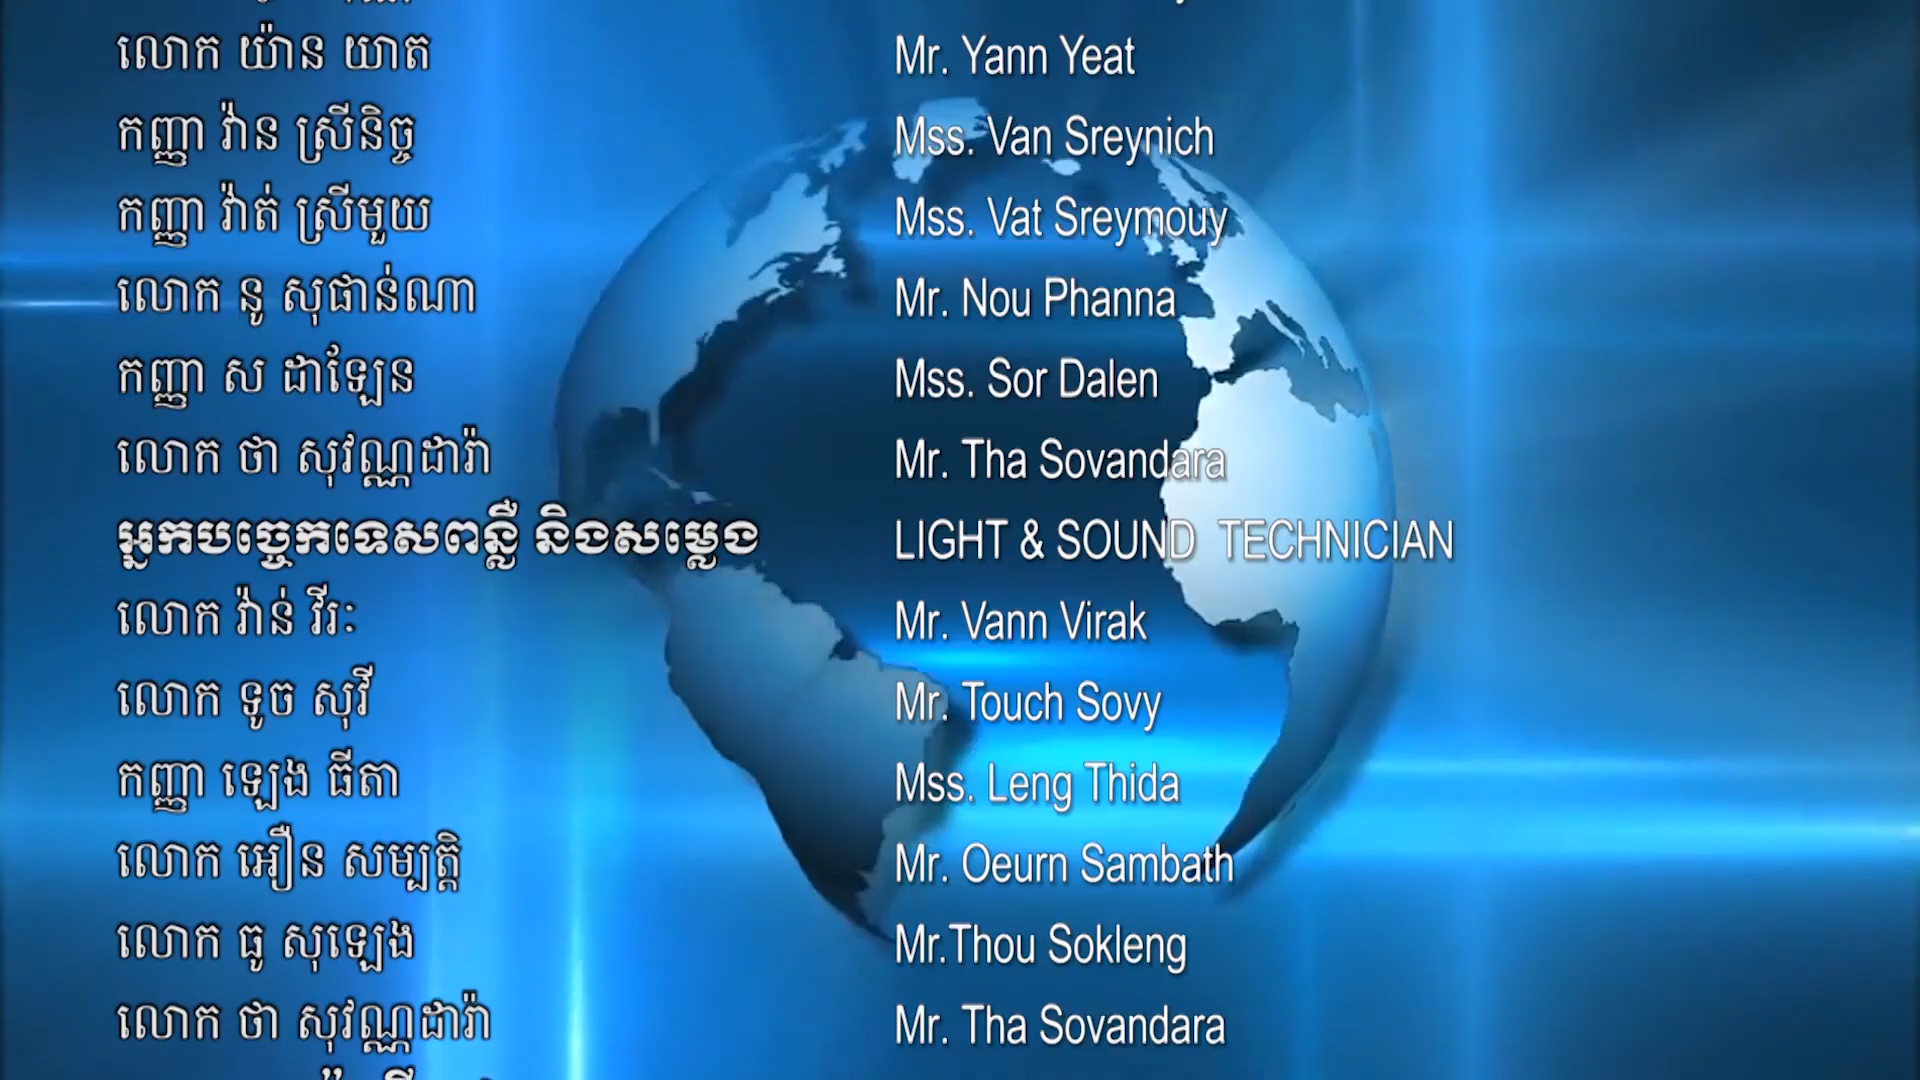 លោក យ៉ាន យាត Mr. Yann Yeat
កញ្ញា វ៉ាន ស្រីនិច្ច Mss. Van Sreynich
កញ្ញា វ៉ាត់ ស្រីមួយ Mss. Vat Sreymouy
លោក នូ សុផាន់ណា Mr. Nou Phanna
កញ្ញា ស ដាឡែន Mss. Sor Dalen
លោក ថា សុវណ្ណដារ៉ា Mr. Tha Sovandara
អ្នកបច្ចេកទេសពន្លឺ និងសម្លេង LIGHT & SOUND TECHNICIAN
លោក វ៉ាន់ វីរៈ Mr. Vann Virak
លោក ទូច សុវី Mr. Touch Sovy
កញ្ញា ឡេង ធីតា Mss. Leng Thida
លោក អឿន សម្បត្តិ Mr. Oeurn Sambath
លោក ធូ សុឡេង Mr.Thou Sokleng
លោក ថា សុវណ្ណដារ៉ា Mr. Tha Sovandara